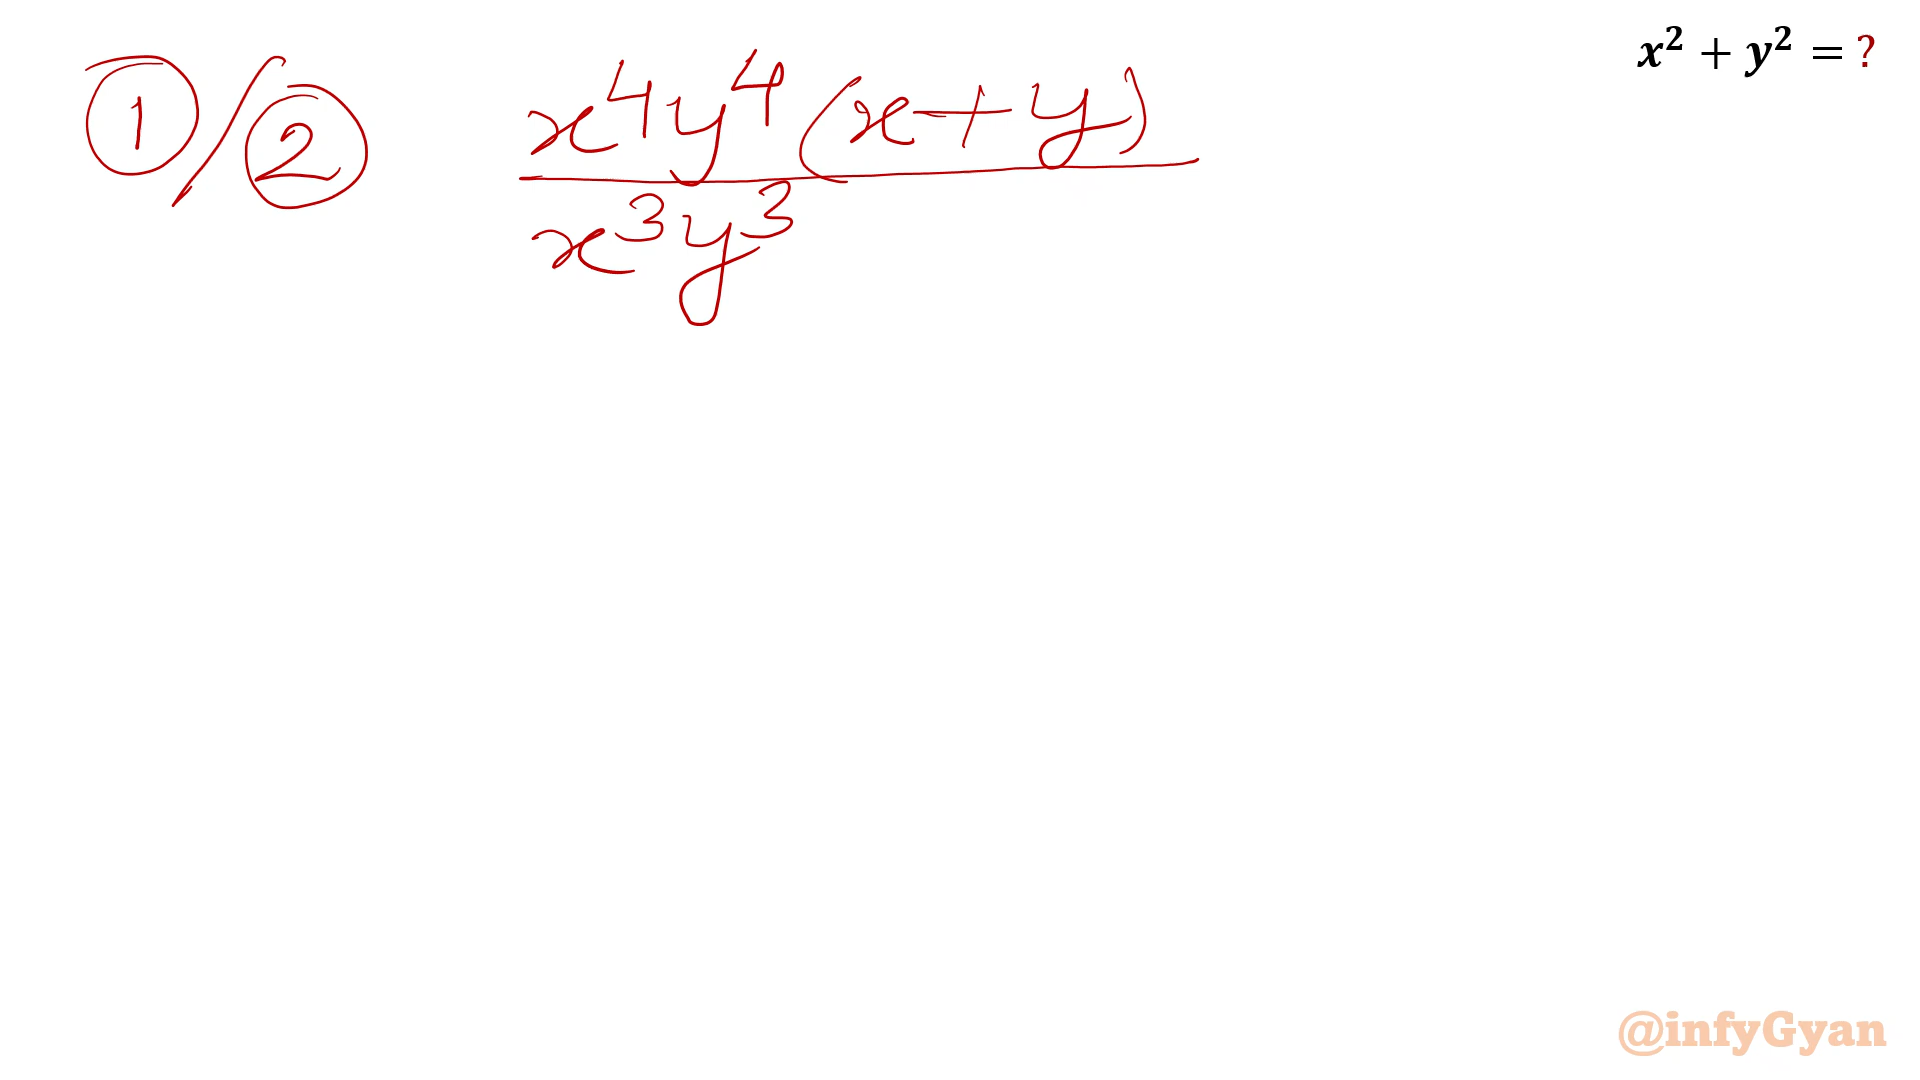 x² + y² = ?
① / ② x⁴y⁴(x+y)
x³y³
@infyGyan